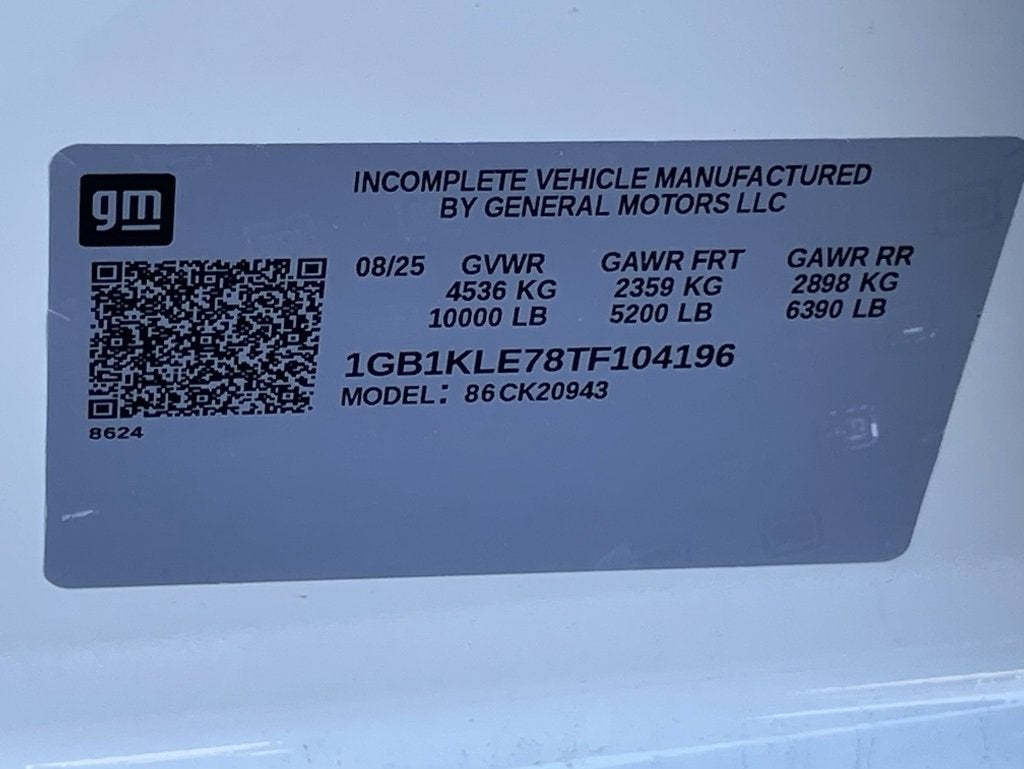 gm
INCOMPLETE VEHICLE MANUFACTURED
BY GENERAL MOTORS LLC
08/25 GVWR GAWR FRT GAWR RR
4536 KG 2359 KG 2898 KG
10000 LB 5200 LB 6390 LB
1GB1KLE78TF104196
MODEL: 86CK20943
8624